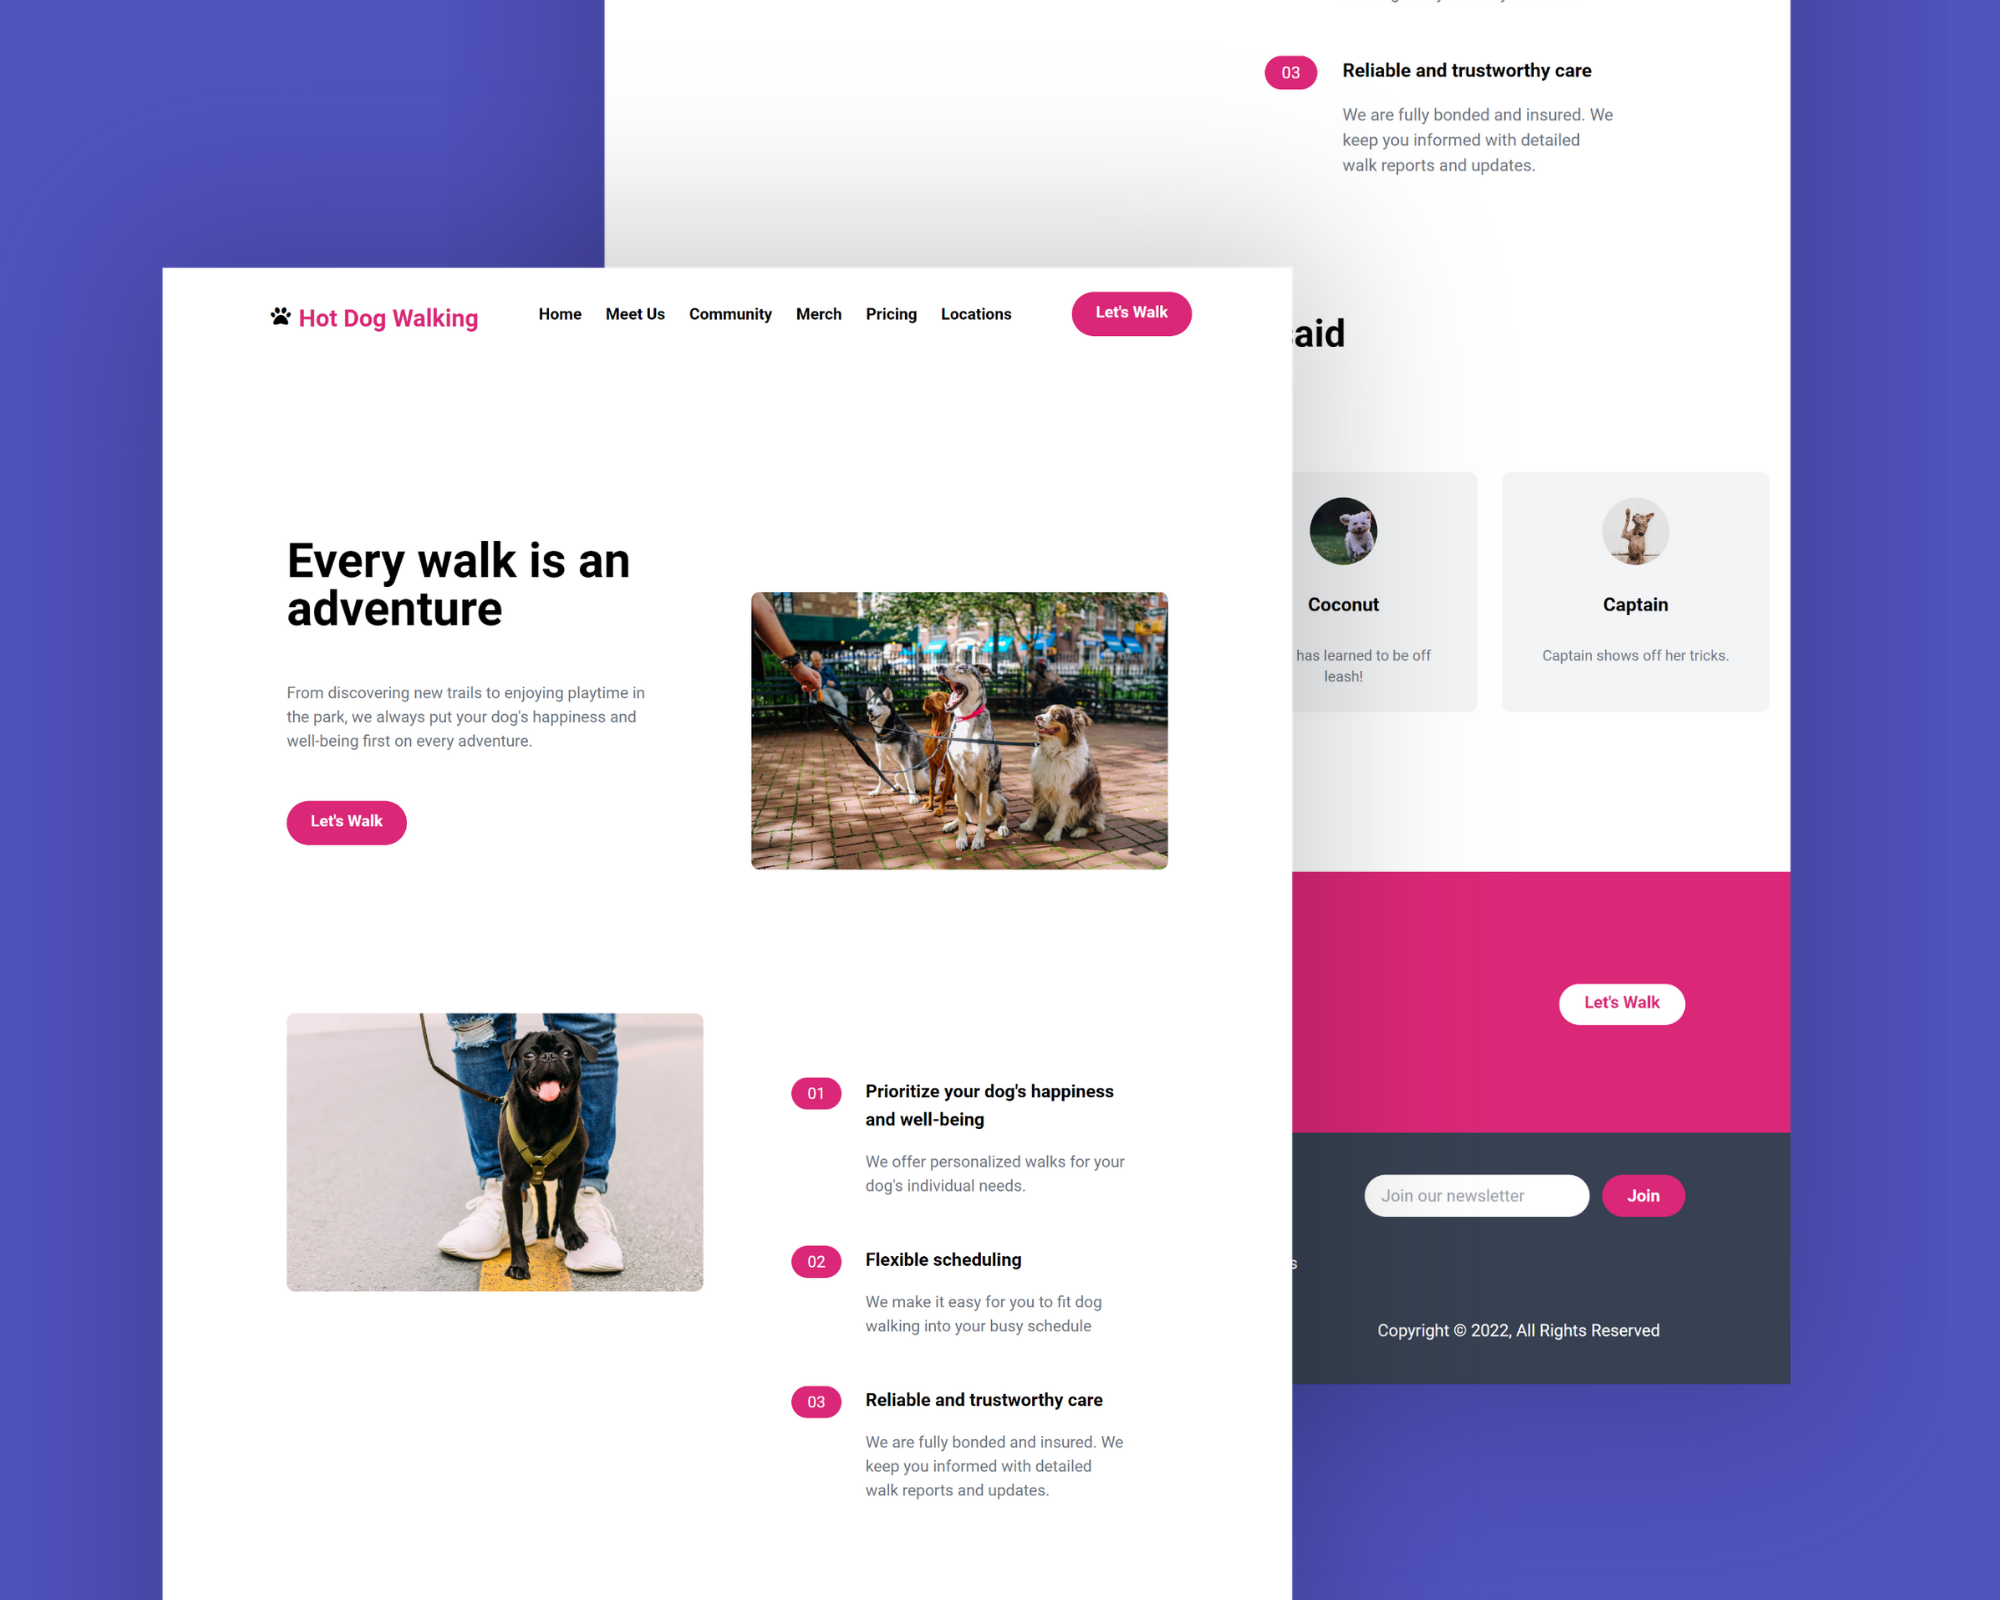 Hot Dog Walking
Home Meet Us Community Merch Pricing Locations
Let's Walk
Every walk is an
adventure
From discovering new trails to enjoying playtime in
the park, we always put your dog's happiness and
well-being first on every adventure.
Let's Walk
01 Prioritize your dog's happiness
and well-being
We offer personalized walks for your
dog's individual needs.
02 Flexible scheduling
We make it easy for you to fit dog
walking into your busy schedule
03 Reliable and trustworthy care
We are fully bonded and insured. We
keep you informed with detailed
walk reports and updates.
03 Reliable and trustworthy care
We are fully bonded and insured. We
keep you informed with detailed
walk reports and updates.
aid
Coconut
has learned to be off
leash!
Captain
Captain shows off her tricks.
Let's Walk
Join our newsletter
Join
s
Copyright © 2022, All Rights Reserved